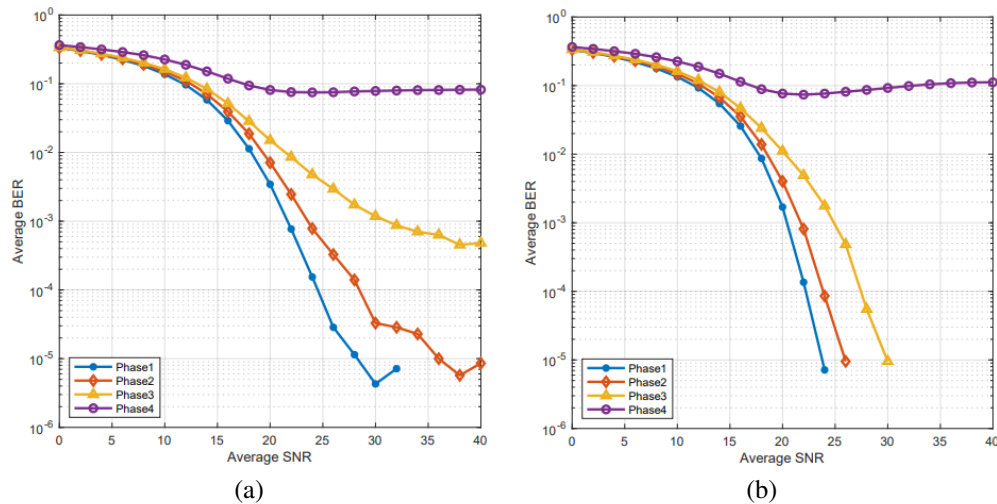 10^0
10^-1
10^-2
10^-3
10^-4
10^-5
10^-6
Average BER
0 5 10 15 20 25 30 35 40
Average SNR
Phase1
Phase2
Phase3
Phase4
(a)
10^0
10^-1
10^-2
10^-3
10^-4
10^-5
10^-6
Average BER
0 5 10 15 20 25 30 35 40
Average SNR
Phase1
Phase2
Phase3
Phase4
(b)